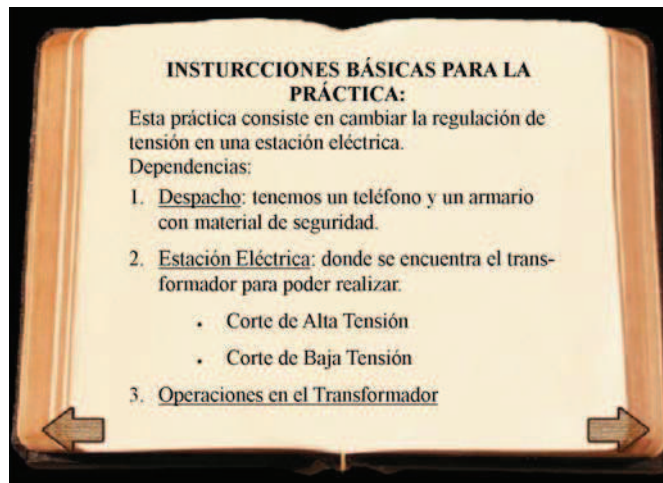 INSTURCCIONES BÁSICAS PARA LA
PRÁCTICA:
Esta práctica consiste en cambiar la regulación de
tensión en una estación eléctrica.
Dependencias:
1. Despacho: tenemos un teléfono y un armario
con material de seguridad.
2. Estación Eléctrica: donde se encuentra el trans-
formador para poder realizar.
• Corte de Alta Tensión
• Corte de Baja Tensión
3. Operaciones en el Transformador